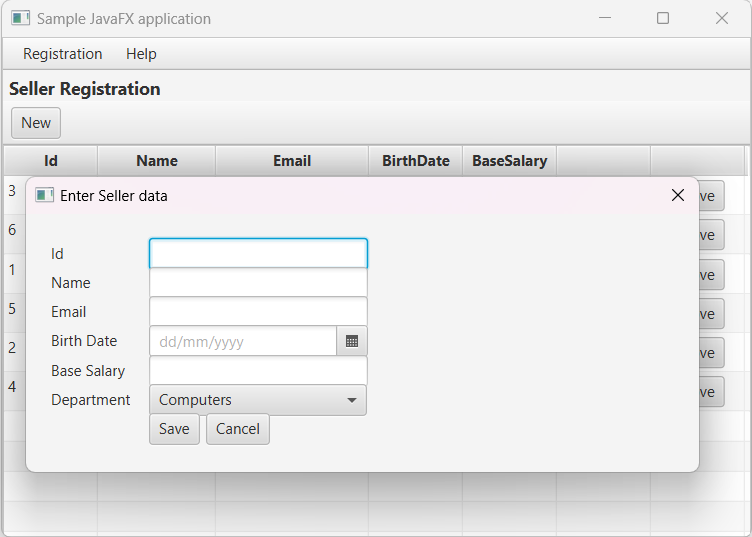 Sample JavaFX application
Registration Help
Seller Registration
New
Id Name Email BirthDate BaseSalary
3 ve
Enter Seller data
6 ve
Id
1 ve
Name
Email
5 ve
Birth Date dd/mm/yyyy
2 ve
Base Salary
4 ve
Department Computers
Save Cancel